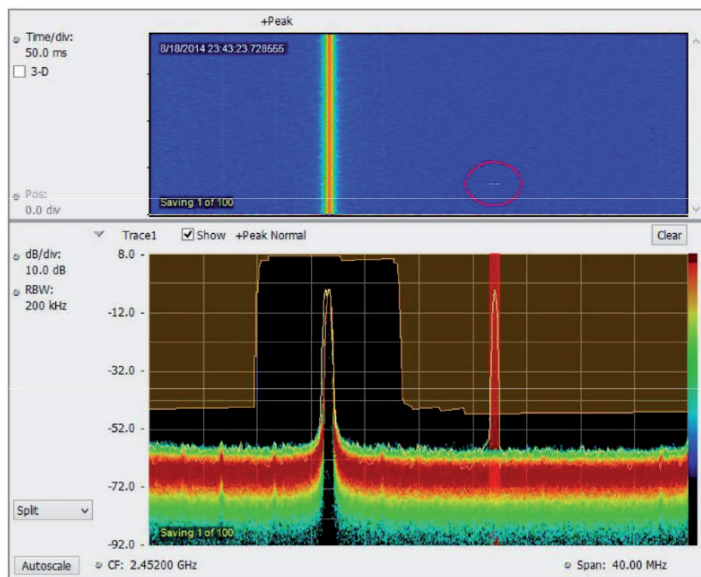 +Peak
Time/div:
50.0 ms
3-D
8/18/2014 23:43:23.728555
Pos:
0.0 div
Saving 1 of 100
Trace1 Show +Peak Normal Clear
dB/div:
10.0 dB
RBW:
200 kHz
8.0
-12.0
-32.0
-52.0
-72.0
-92.0
Split
Saving 1 of 100
Autoscale CF: 2.45200 GHz Span: 40.00 MHz